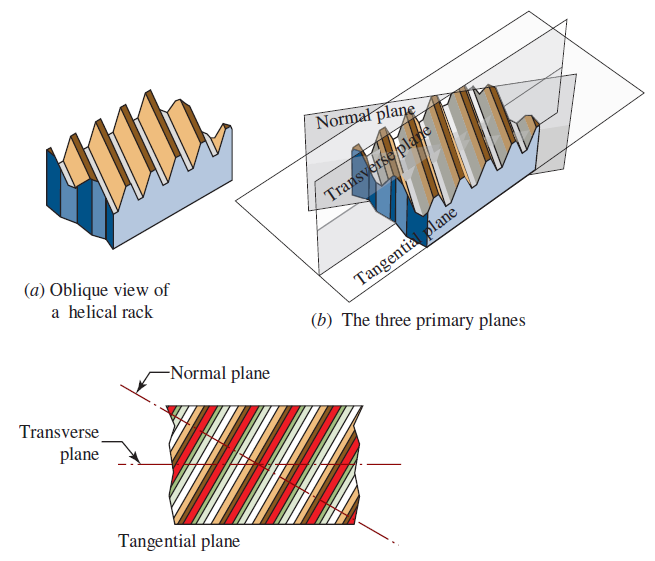 Normal plane
Transverse plane
Tangential plane
(a) Oblique view of
a helical rack
(b) The three primary planes
Normal plane
Transverse
plane
Tangential plane